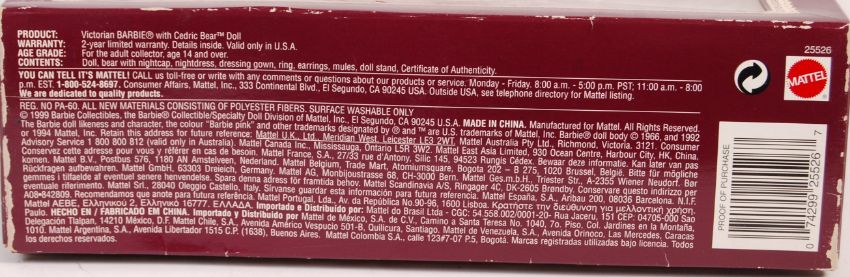 PRODUCT: Victorian BARBIE® with Cedric Bear™ Doll
WARRANTY: 2-year limited warranty. Details inside. Valid only in U.S.A.
AGE GRADE: For the adult collector, age 14 and over.
CONTENTS: Doll, bear with nightcap, nightdress, dressing gown, ring, earrings, mules, doll stand, Certificate of Authenticity.
YOU CAN TELL IT'S MATTEL! CALL us toll-free or write with any comments or questions about our products or service. Monday - Friday. 8:00 a.m. - 5:00 p.m. PST; 11:00 a.m. - 8:00
p.m. EST. 1-800-524-8697. Consumer Affairs, Mattel, Inc., 333 Continental Blvd., El Segundo, CA 90245 USA. Outside USA, see telephone directory for Mattel listing.
We are dedicated to quality products.
REG. NO PA-60. ALL NEW MATERIALS CONSISTING OF POLYESTER FIBERS. SURFACE WASHABLE ONLY
© 1999 Barbie Collectibles, the Barbie® Collectible/Specialty Doll Division of Mattel, Inc., El Segundo, CA 90245 U.S.A. MADE IN CHINA. Manufactured for Mattel. All Rights Reserved.
The Barbie doll likeness and character, the colour "Barbie pink" and other trademarks designated by ® and ™ are U.S. trademarks of Mattel, Inc. Barbie® doll body © 1966, and 1992
or 1994 Mattel, Inc. Retain this address for future reference: Mattel U.K., Ltd., Meridian West, Leicester LE3 2WT. Mattel Australia Pty Ltd., Richmond, Victoria. 3121. Consumer
Advisory Service 1 800 800 812 (valid only in Australia). Mattel Canada Inc., Mississauga, Ontario L5R 3W2. Mattel East Asia Limited, 930 Ocean Centre, Harbour City, HK, China.
Conservez cette adresse pour vous y référer en cas de besoin: Mattel France, S.A., 27/33 rue d'Antony, Silic 145, 94523 Rungis Cédex. Bewaar deze informatie. Kan later van pas
komen. Mattel B.V., Postbus 576, 1180 AN Amstelveen, Nederland. Mattel Belgium, Trade Mart, Atomiumsquare, Bogota 202 - B 275, 1020 Brussel, België. Bitte für mögliche
Rückfragen aufbewahren. Mattel GmbH, 63303 Dreieich, Germany. Mattel AG, Monbijoustrasse 68, CH-3000 Bern. Mattel Ges.m.b.H., Triester Str., A-2355 Wiener Neudorf. Bør
gemmes i tilfælde af eventuel senere henvendelse. Spara denna adress för framtida behov. Mattel Scandinavia A/S, Ringager 4C, DK-2605 Brøndby. Conservare questo indirizzo per
eventuale riferimento. Mattel Srl., 28040 Oleggio Castello, Italy. Sírvanse guardar esta información para futura referencia. Mattel España, S.A., Aribau 200, 08036 Barcelona. N.I.F.
A08-842809. Recomendamos que anote para futura referência. Mattel Portugal, Lda., Av. da República No.90-96, 1600 Lisboa. Κρατήστε την διεύθυνση για μελλοντική χρήση.
Mattel AEBE, Ελληνικού 2, Ελληνικό 16777. ΕΛΛΑΔΑ. Importado e Distribuido por: Mattel do Brasil Ltda - CGC: 54.558.002/0001-20- Rua Jaceru, 151 CEP: 04705-000 Sao
Paulo. HECHO EN / FABRICADO EM CHINA. Importado y Distribuido por: Mattel de México, S.A. de C.V., Camino a Santa Teresa No. 1040, 7o. Piso, Col. Jardines en la Montaña,
Delegación Tlalpan, 14210 México, D.F. Mattel Chile, S.A., Avenida Américo Vespucio 501-B, Quilicura, Santiago, Chile. Mattel de Venezuela, S.A., Avenida Orinoco, Las Mercedes, Caracas
1010. Mattel Argentina, S.A., Avenida Libertador 1515 C.P. (1638), Buenos Aires. Mattel Colombia S.A., calle 123#7-07 P.5, Bogotá. Marcas registradas utilizadas bajo licencia. Todos
25526
MATTEL
PROOF OF PURCHASE
0 74299 25526 7